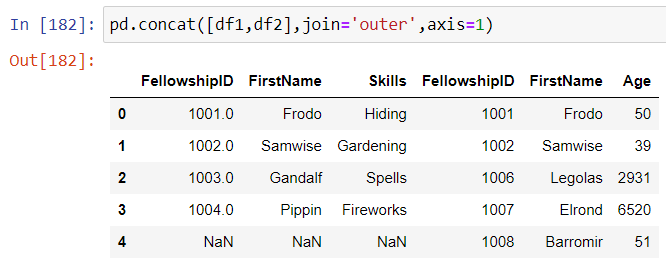 In [182]: pd.concat([df1,df2],join='outer',axis=1)
Out[182]:
FellowshipID FirstName Skills FellowshipID FirstName Age
0 1001.0 Frodo Hiding 1001 Frodo 50
1 1002.0 Samwise Gardening 1002 Samwise 39
2 1003.0 Gandalf Spells 1006 Legolas 2931
3 1004.0 Pippin Fireworks 1007 Elrond 6520
4 NaN NaN NaN 1008 Barromir 51